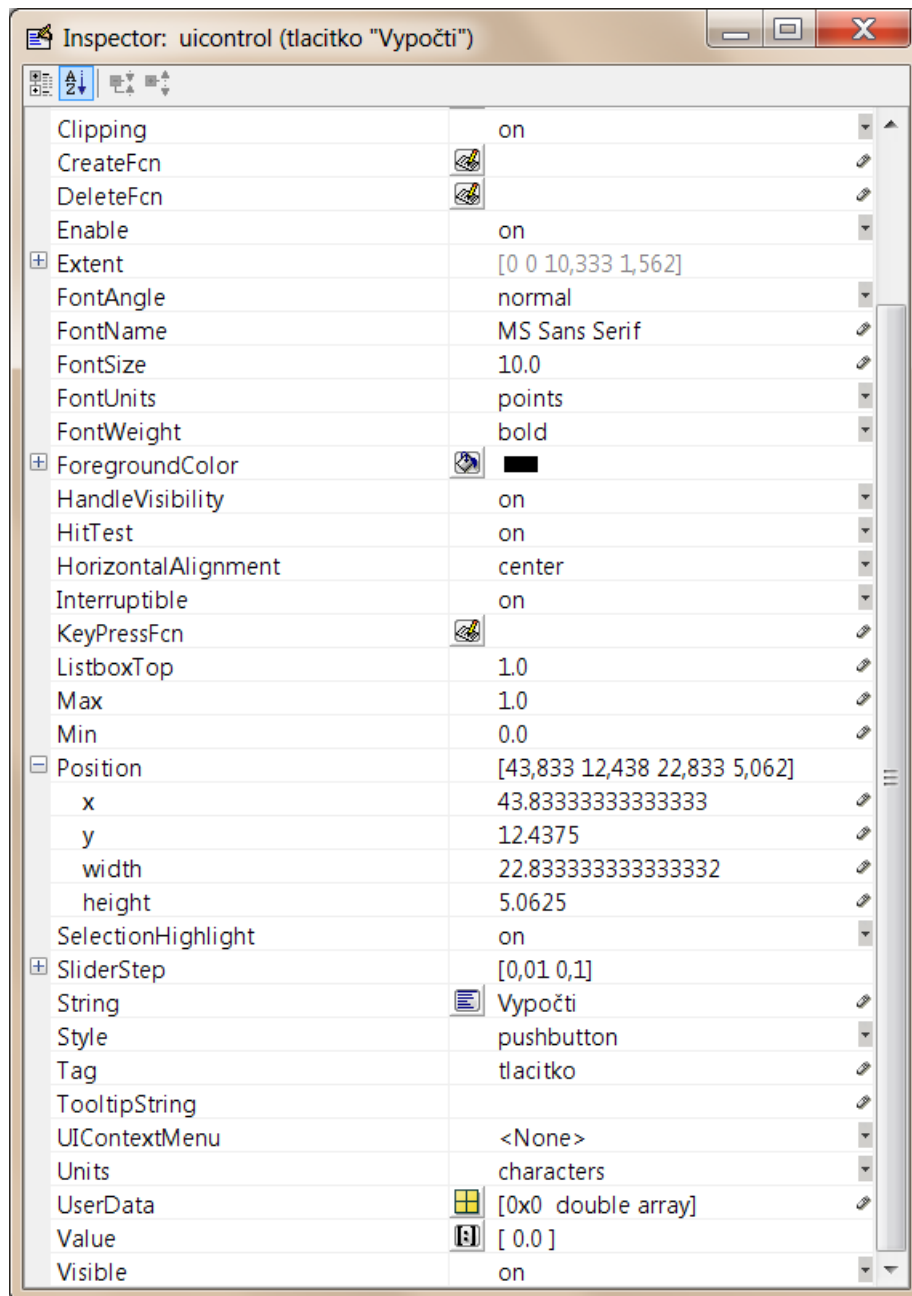 Inspector: uicontrol (tlacitko "Vypočti")
Clipping on
CreateFcn
DeleteFcn
Enable on
Extent [0 0 10,333 1,562]
FontAngle normal
FontName MS Sans Serif
FontSize 10.0
FontUnits points
FontWeight bold
ForegroundColor
HandleVisibility on
HitTest on
HorizontalAlignment center
Interruptible on
KeyPressFcn
ListboxTop 1.0
Max 1.0
Min 0.0
Position [43,833 12,438 22,833 5,062]
x 43.83333333333333
y 12.4375
width 22.833333333333332
height 5.0625
SelectionHighlight on
SliderStep [0,01 0,1]
String Vypočti
Style pushbutton
Tag tlacitko
TooltipString
UIContextMenu <None>
Units characters
UserData [0x0 double array]
Value [ 0.0 ]
Visible on